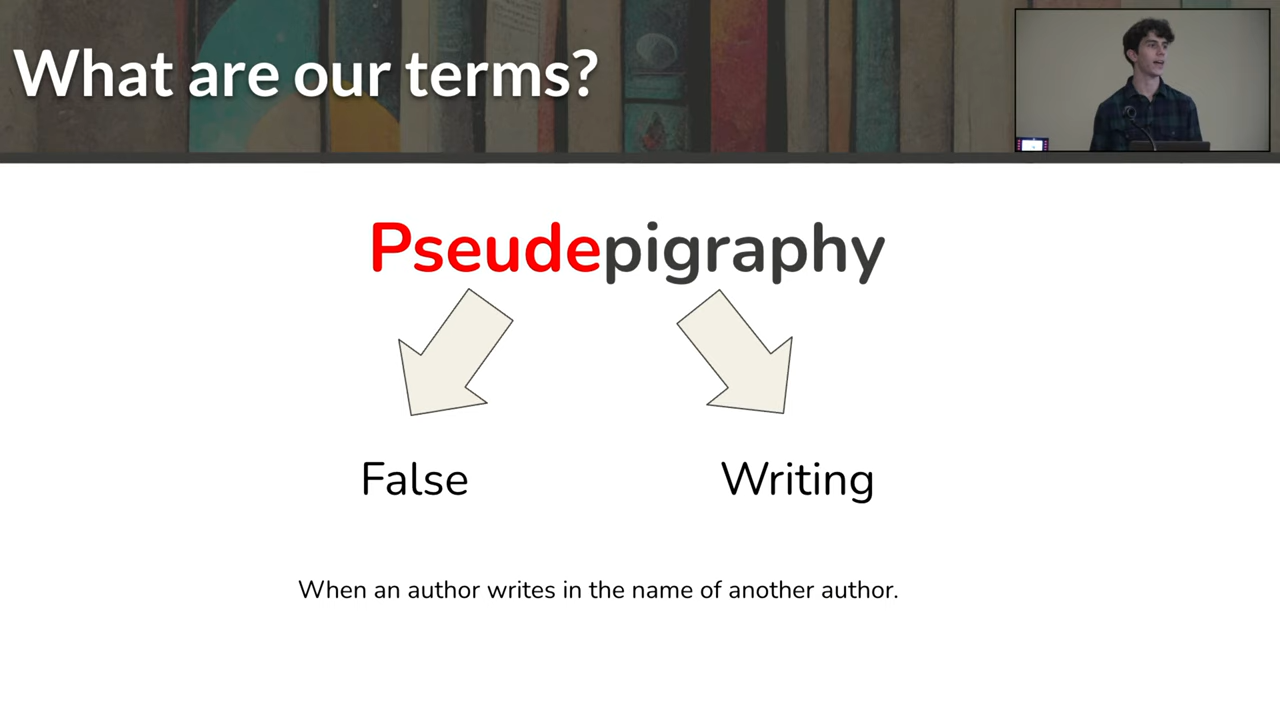 What are our terms?
Pseudepigraphy
False
Writing
When an author writes in the name of another author.